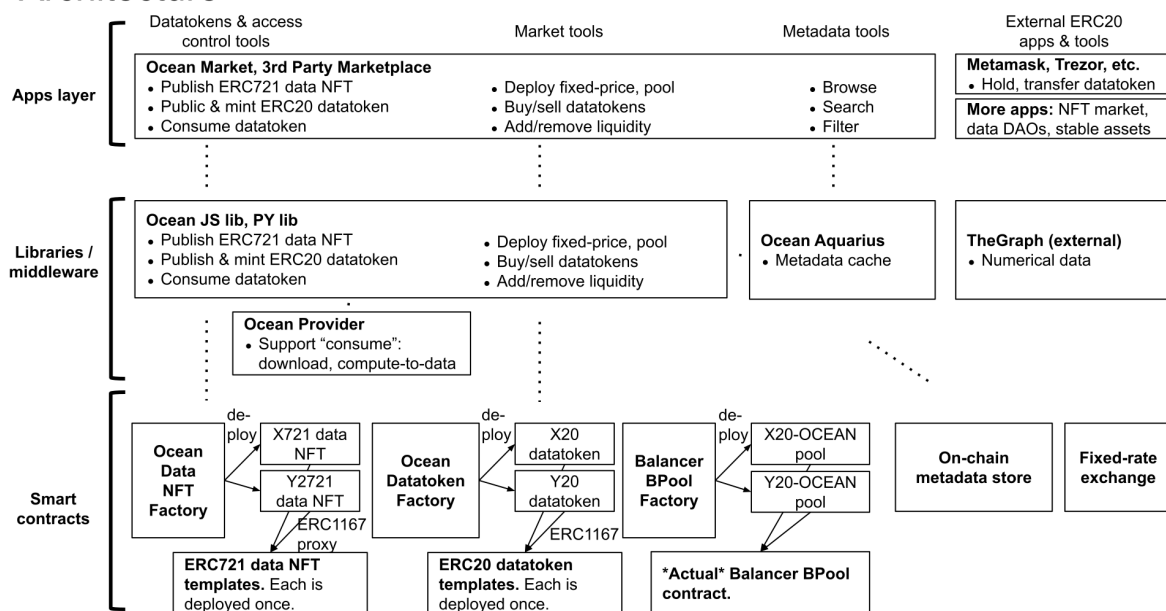 Datatokens & access
control tools
Market tools
Metadata tools
External ERC20
apps & tools
Apps layer
Ocean Market, 3rd Party Marketplace
• Publish ERC721 data NFT
• Public & mint ERC20 datatoken
• Consume datatoken
• Deploy fixed-price, pool
• Buy/sell datatokens
• Add/remove liquidity
• Browse
• Search
• Filter
Metamask, Trezor, etc.
• Hold, transfer datatoken
More apps: NFT market,
data DAOs, stable assets
Libraries /
middleware
Ocean JS lib, PY lib
• Publish ERC721 data NFT
• Publish & mint ERC20 datatoken
• Consume datatoken
• Deploy fixed-price, pool
• Buy/sell datatokens
• Add/remove liquidity
Ocean Aquarius
• Metadata cache
TheGraph (external)
• Numerical data
Ocean Provider
• Support “consume”:
download, compute-to-data
Smart
contracts
Ocean
Data
NFT
Factory
de-
ploy
X721 data
NFT
Y2721
data NFT
ERC1167
proxy
ERC721 data NFT
templates. Each is
deployed once.
Ocean
Datatoken
Factory
de-
ploy
X20
datatoken
Y20
datatoken
ERC1167
ERC20 datatoken
templates. Each is
deployed once.
Balancer
BPool
Factory
de-
ploy
X20-OCEAN
pool
Y20-OCEAN
pool
*Actual* Balancer BPool
contract.
On-chain
metadata store
Fixed-rate
exchange